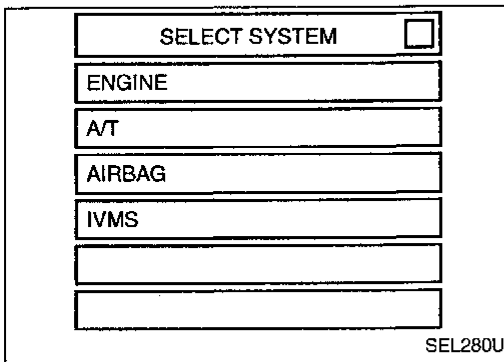 SELECT SYSTEM
ENGINE
A/T
AIRBAG
IVMS
SEL280U